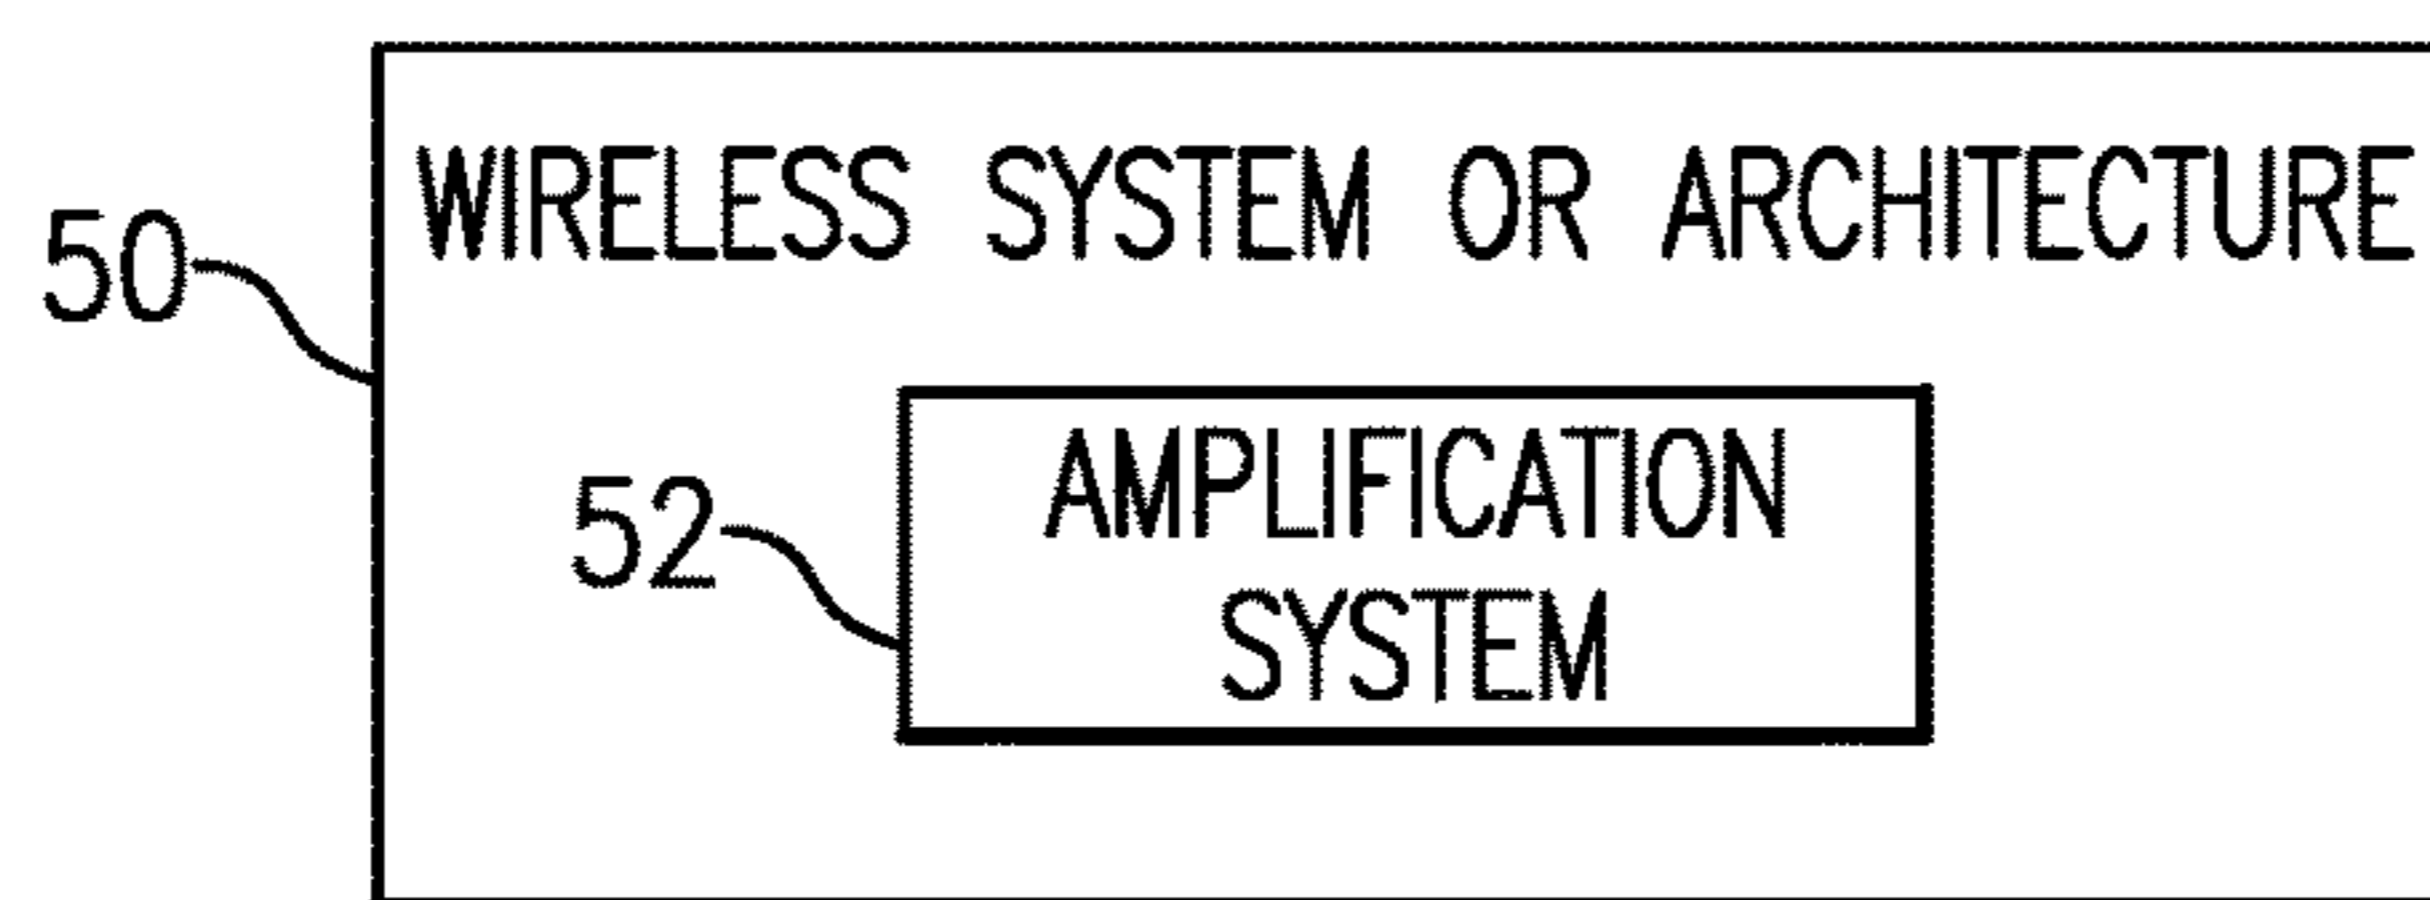 WIRELESS SYSTEM OR ARCHITECTURE
50
52
AMPLIFICATION
SYSTEM